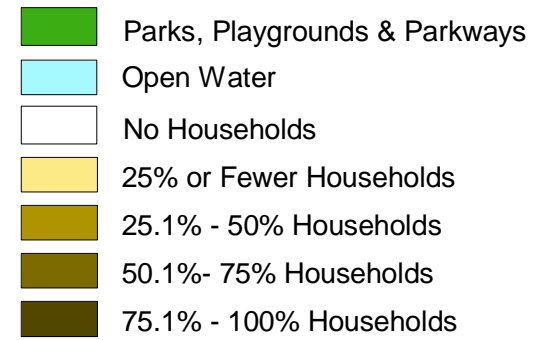 Parks, Playgrounds & Parkways
Open Water
No Households
25% or Fewer Households
25.1% - 50% Households
50.1%- 75% Households
75.1% - 100% Households